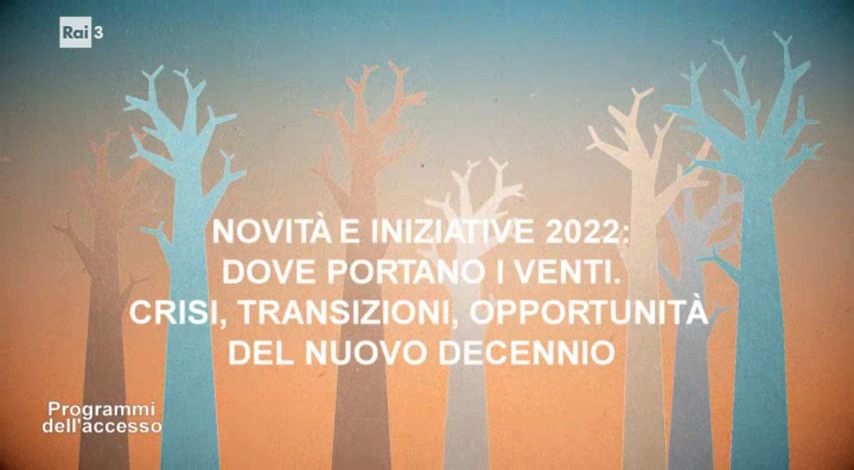 Rai 3
NOVITÀ E INIZIATIVE 2022:
DOVE PORTANO I VENTI.
CRISI, TRANSIZIONI, OPPORTUNITÀ
DEL NUOVO DECENNIO
Programmi
dell'accesso